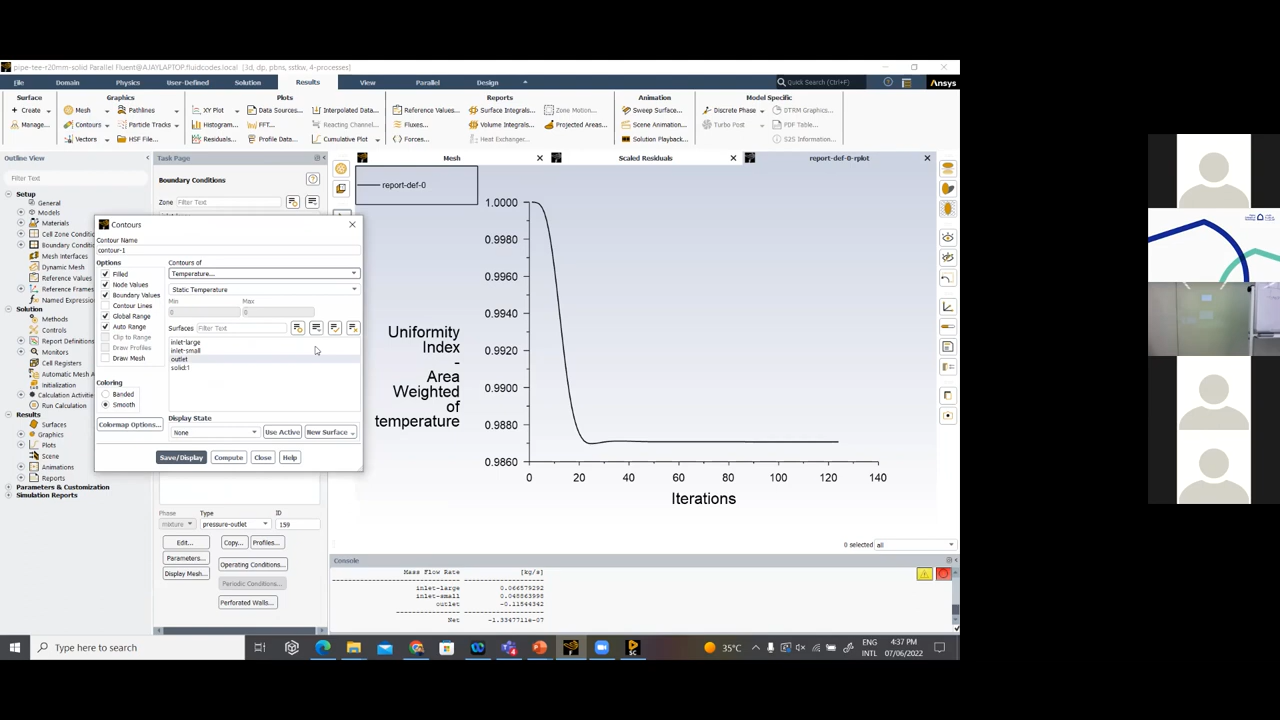 pipe-tee-r20mm-solid Parallel Fluent@AJAYLAPTOP.fluidcodes.local [3d, dp, pbns, sstkw, 4-processes]
File Domain Physics User-Defined Solution Results View Parallel Design Quick Search (Ctrl+F) Ansys
Surface Graphics Plots Reports Animation Model Specific
Create Mesh Pathlines XY Plot Data Sources... Interpolated Data... Reference Values... Surface Integrals... Zone Motion... Sweep Surface... Discrete Phase DTRM Graphics...
Manage... Contours Particle Tracks Histogram... FFT... Reaching Channel... Fluxes... Volume Integrals... Projected Areas... Scene Animation... Turbo Post PDF Table...
Vectors HSF File... Residuals... Profile Data... Cumulative Plot Forces... Heat Exchanger... Solution Playback... S2S Information...
Outline View
Filter Text
Setup
General
Models
Materials
Cell Zone Conditi
Boundary Conditi
Mesh Interfaces
Dynamic Mesh
Reference Values
Reference Frames
Named Expression
Solution
Methods
Controls
Report Definitions
Monitors
Cell Registers
Automatic Mesh A
Initialization
Calculation Activities
Run Calculation
Results
Surfaces
Graphics
Plots
Scene
Animations
Reports
Parameters & Customization
Simulation Reports
Task Page
Boundary Conditions
Zone Filter Text
Contours
Contour Name
contour-1
Options
Filled
Node Values
Boundary Values
Contour Lines
Global Range
Auto Range
Clip to Range
Draw Profiles
Draw Mesh
Coloring
Banded
Smooth
Colormap Options...
Contours of
Temperature...
Static Temperature
Min Max
0 0
Surfaces Filter Text
inlet-large
inlet-small
outlet
solid:1
Display State
None Use Active New Surface
Save/Display Compute Close Help
Phase Type ID
mixture pressure-outlet 159
Edit... Copy... Profiles...
Parameters... Operating Conditions...
Display Mesh... Periodic Conditions...
Perforated Walls...
Mesh Scaled Residuals report-def-0-rplot
report-def-0
1.0000
0.9980
0.9960
0.9940
0.9920
0.9900
0.9880
0.9860
Uniformity
Index
-
Area
Weighted
of
temperature
0 20 40 60 80 100 120 140
Iterations
0 selected all
Console
Mass Flow Rate [kg/s]
inlet-large 0.066579292
inlet-small 0.048863998
outlet -0.11544342
Net -1.3347711e-07
Type here to search
35°C
ENG
INTL
4:37 PM
07/06/2022